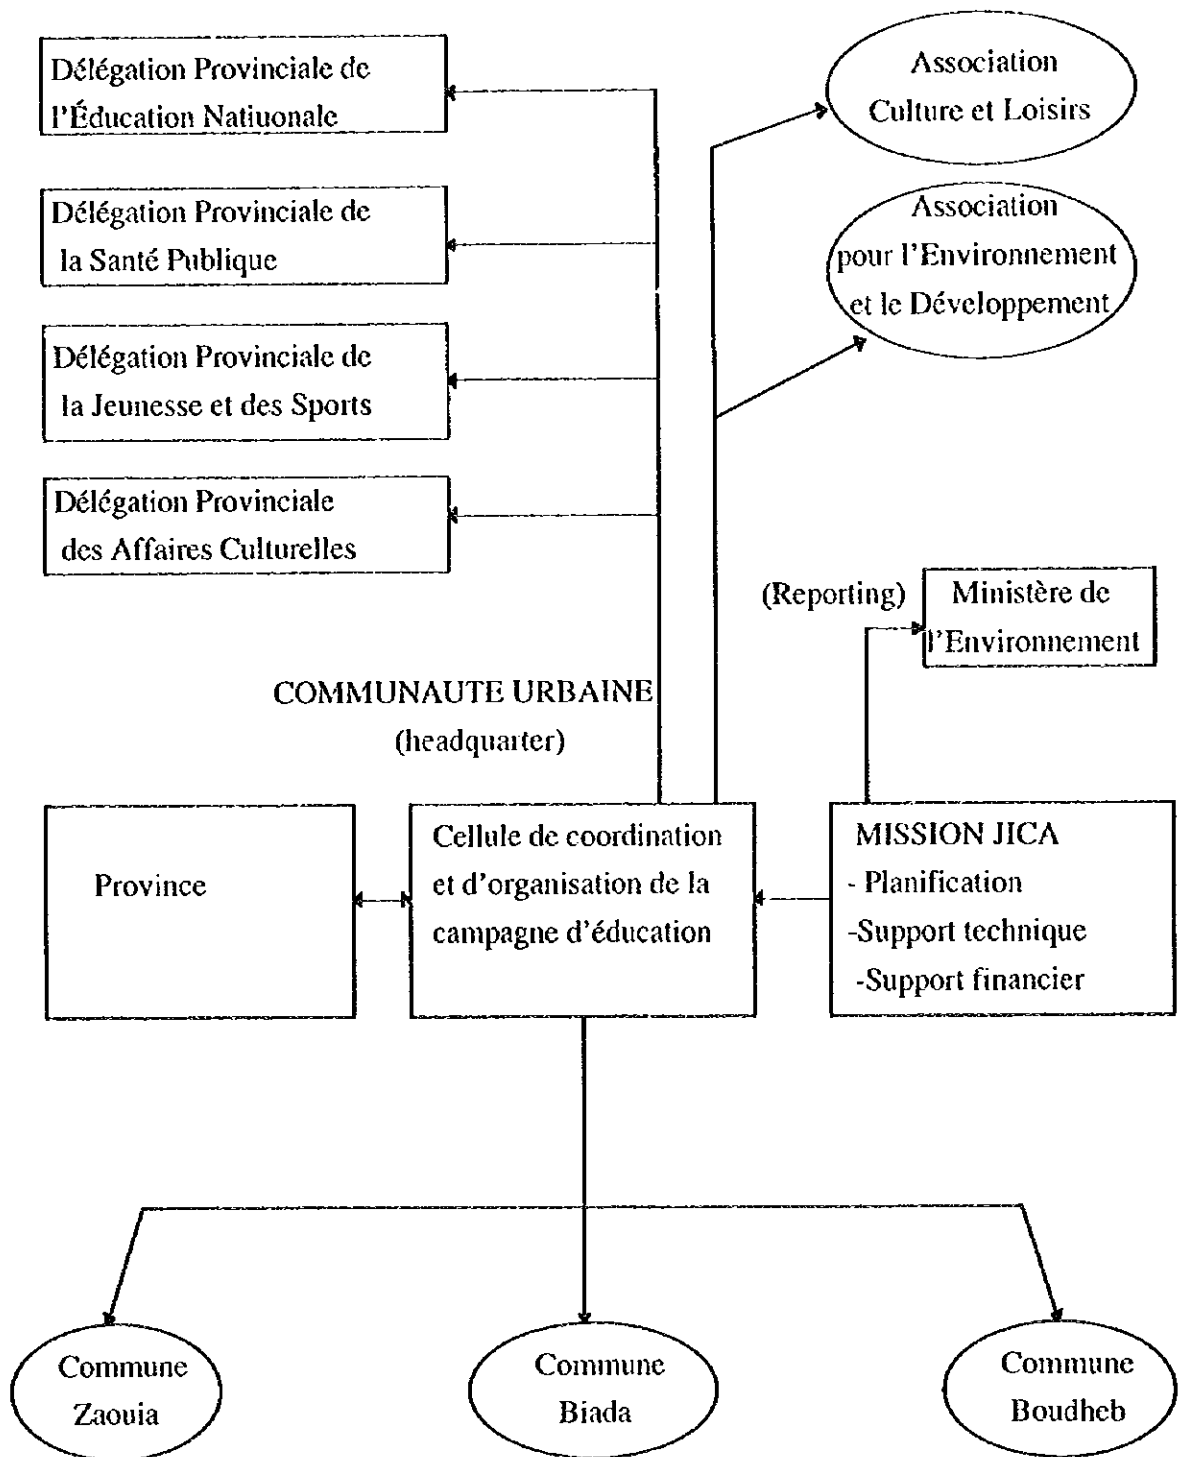 Délégation Provinciale de
l'Éducation Natiuonale
Association
Culture et Loisirs
Délégation Provinciale de
la Santé Publique
Association
pour l'Environnement
et le Développement
Délégation Provinciale de
la Jeunesse et des Sports
Délégation Provinciale
des Affaires Culturelles
(Reporting)
Ministère de
l'Environnement
COMMUNAUTE URBAINE
(headquarter)
Province
Cellule de coordination
et d'organisation de la
campagne d'éducation
MISSION JICA
- Planification
-Support technique
-Support financier
Commune
Zaouia
Commune
Biada
Commune
Boudheb